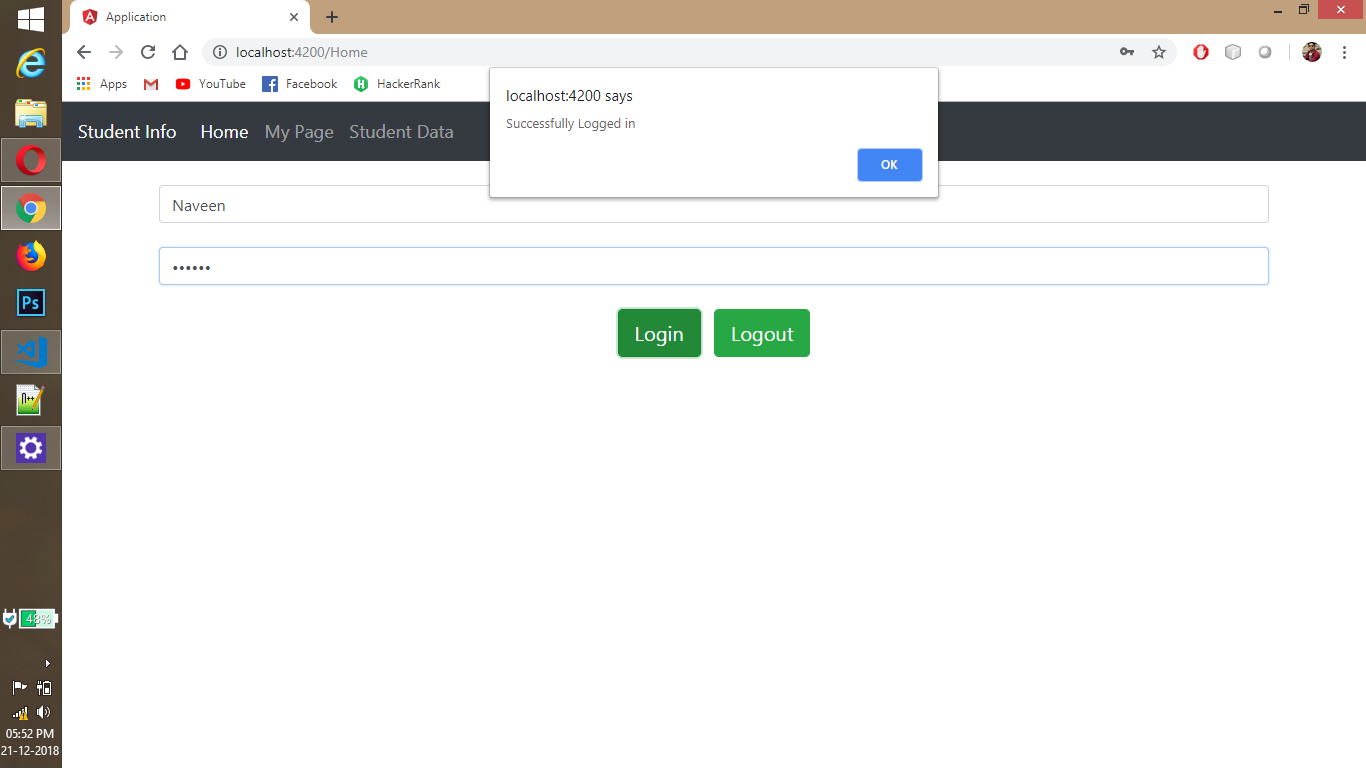 Application
localhost:4200/Home
Apps YouTube Facebook HackerRank
localhost:4200 says
Successfully Logged in
OK
Student Info Home My Page Student Data
Naveen
••••••
Login Logout
Ps
48%
05:52 PM
21-12-2018